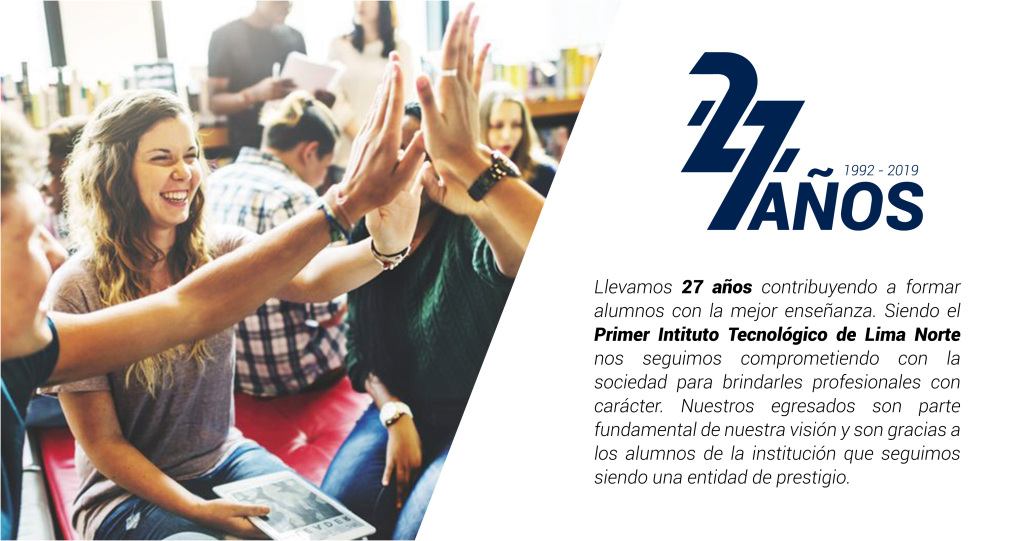 27
1992 - 2019
AÑOS
Llevamos 27 años contribuyendo a formar
alumnos con la mejor enseñanza. Siendo el
Primer Intituto Tecnológico de Lima Norte
nos seguimos comprometiendo con la
sociedad para brindarles profesionales con
carácter. Nuestros egresados son parte
fundamental de nuestra visión y son gracias a
los alumnos de la institución que seguimos
siendo una entidad de prestigio.